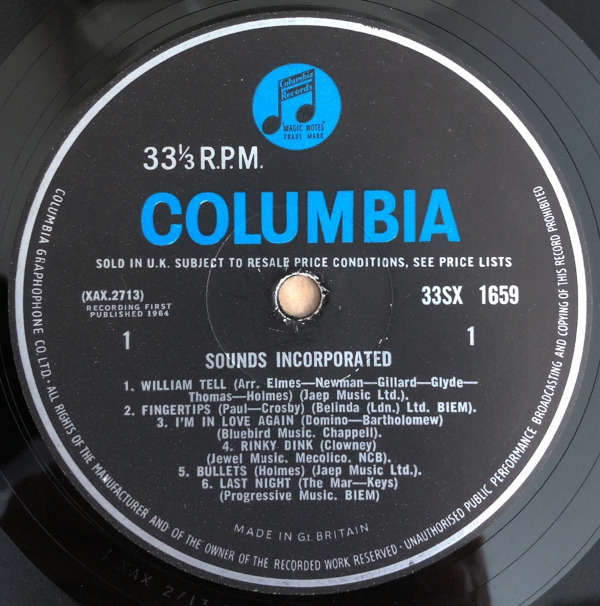 Columbia
Records
"MAGIC NOTES"
TRADE MARK
33⅓ R.P.M.
COLUMBIA
SOLD IN U.K. SUBJECT TO RESALE PRICE CONDITIONS, SEE PRICE LISTS
(XAX.2713)
RECORDING FIRST
PUBLISHED 1964
33SX 1659
1
1
SOUNDS INCORPORATED
1. WILLIAM TELL (Arr. Elmes—Newman—Gillard—Glyde—
Thomas—Holmes) (Jaep Music Ltd.).
2. FINGERTIPS (Paul—Crosby) (Belinda (Ldn.) Ltd. BIEM).
3. I'M IN LOVE AGAIN (Domino—Bartholomew)
(Bluebird Music. Chappell).
4. RINKY DINK (Clowney)
(Jewel Music. Mecolico. NCB).
5. BULLETS (Holmes) (Jaep Music Ltd.).
6. LAST NIGHT (The Mar—Keys)
(Progressive Music. BIEM)
MADE IN Gt. BRITAIN
COLUMBIA GRAPHOPHONE CO. LTD. · ALL RIGHTS OF THE MANUFACTURER AND OF THE OWNER OF THE RECORDED WORK RESERVED · UNAUTHORISED PUBLIC PERFORMANCE BROADCASTING AND COPYING OF THIS RECORD PROHIBITED
XAX 2713